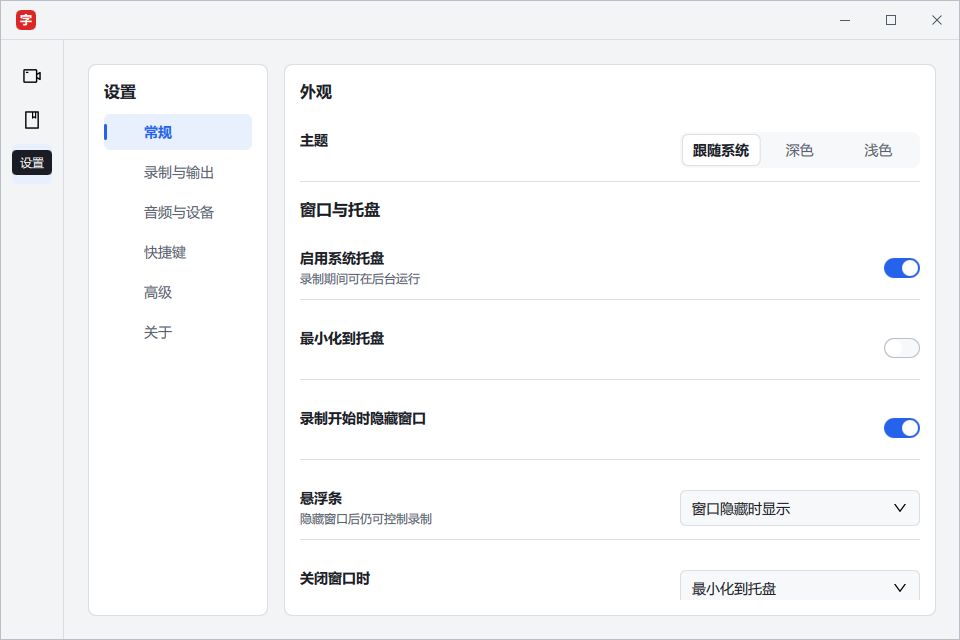 字
设置
设置
常规
录制与输出
音频与设备
快捷键
高级
关于
外观
主题
跟随系统 深色 浅色
窗口与托盘
启用系统托盘
录制期间可在后台运行
最小化到托盘
录制开始时隐藏窗口
悬浮条
隐藏窗口后仍可控制录制
窗口隐藏时显示
关闭窗口时
最小化到托盘